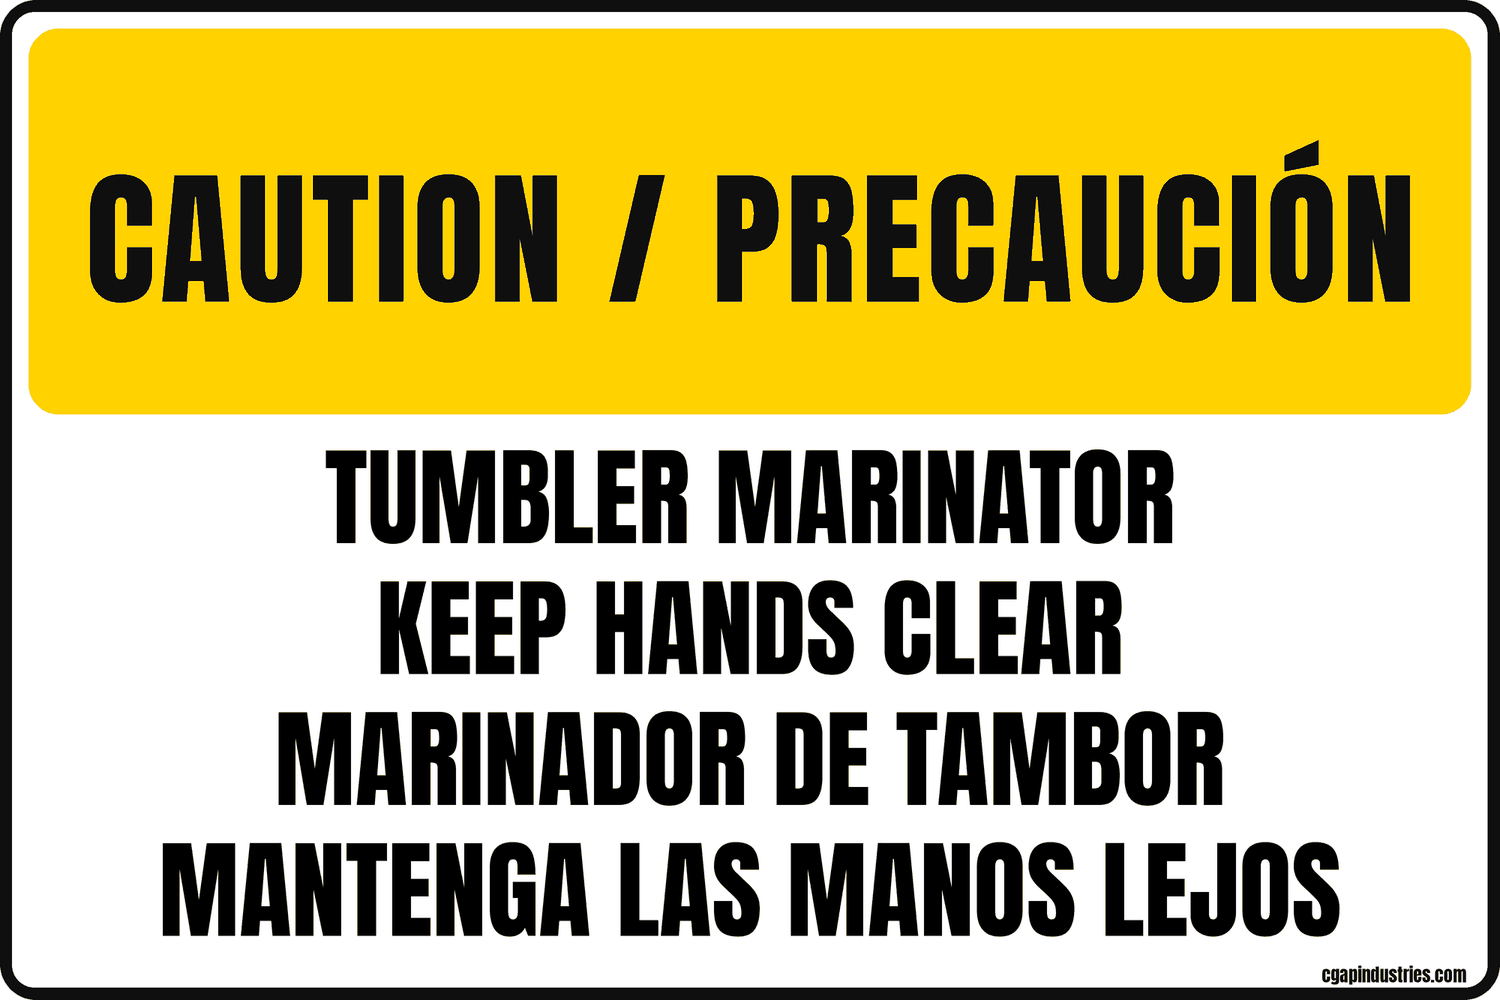 CAUTION / PRECAUCIÓN
TUMBLER MARINATOR
KEEP HANDS CLEAR
MARINADOR DE TAMBOR
MANTENGA LAS MANOS LEJOS
cgapindustries.com